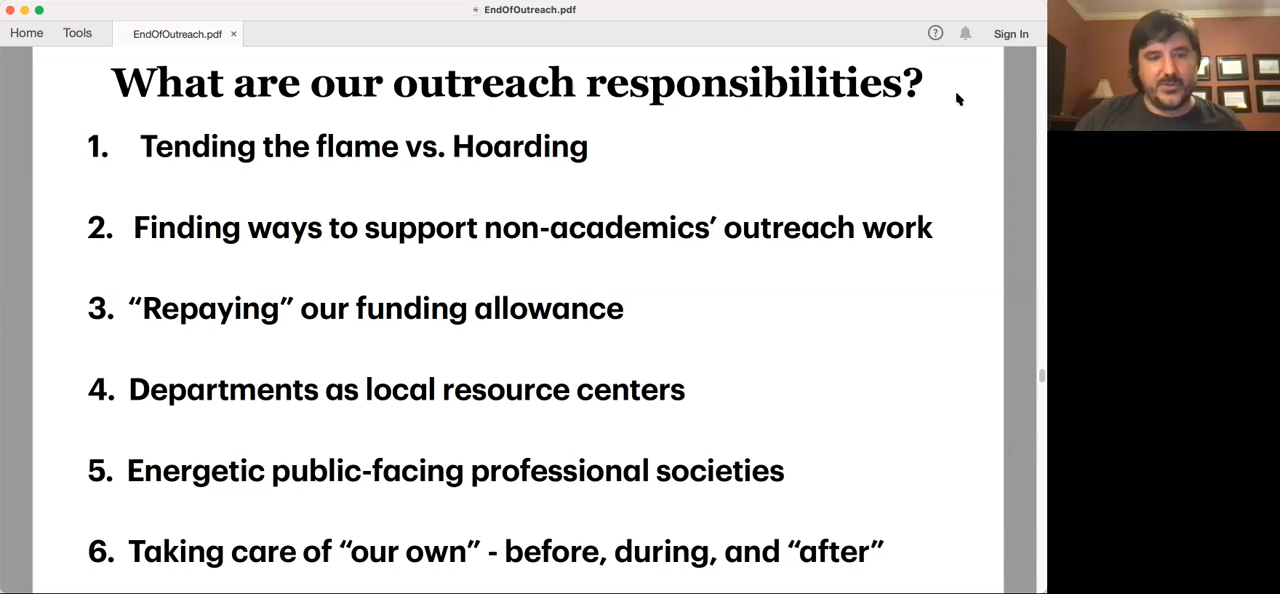 EndOfOutreach.pdf
Home Tools EndOfOutreach.pdf × ? Sign In
What are our outreach responsibilities?
1. Tending the flame vs. Hoarding
2. Finding ways to support non-academics’ outreach work
3. “Repaying” our funding allowance
4. Departments as local resource centers
5. Energetic public-facing professional societies
6. Taking care of “our own” - before, during, and “after”